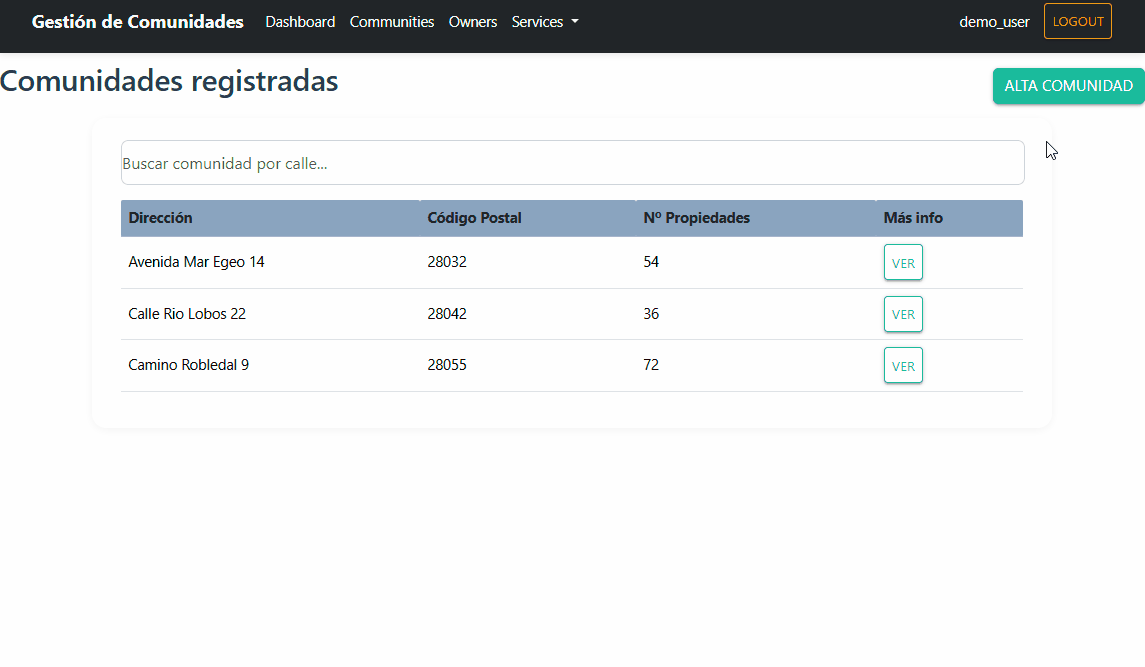 Gestión de Comunidades Dashboard Communities Owners Services demo_user LOGOUT
Comunidades registradas
ALTA COMUNIDAD
Buscar comunidad por calle...
Dirección Código Postal Nº Propiedades Más info
Avenida Mar Egeo 14 28032 54 VER
Calle Rio Lobos 22 28042 36 VER
Camino Robledal 9 28055 72 VER